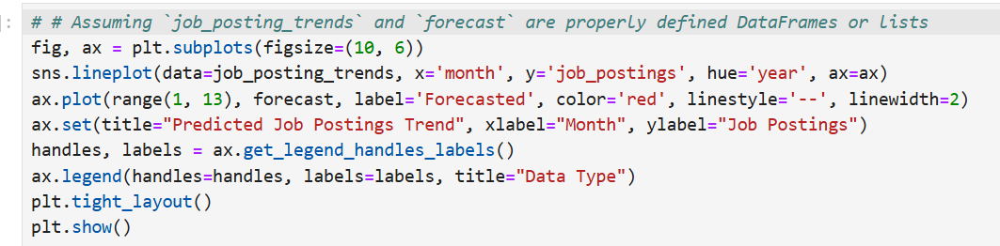 ]:
# # Assuming `job_posting_trends` and `forecast` are properly defined DataFrames or lists
fig, ax = plt.subplots(figsize=(10, 6))
sns.lineplot(data=job_posting_trends, x='month', y='job_postings', hue='year', ax=ax)
ax.plot(range(1, 13), forecast, label='Forecasted', color='red', linestyle='--', linewidth=2)
ax.set(title="Predicted Job Postings Trend", xlabel="Month", ylabel="Job Postings")
handles, labels = ax.get_legend_handles_labels()
ax.legend(handles=handles, labels=labels, title="Data Type")
plt.tight_layout()
plt.show()